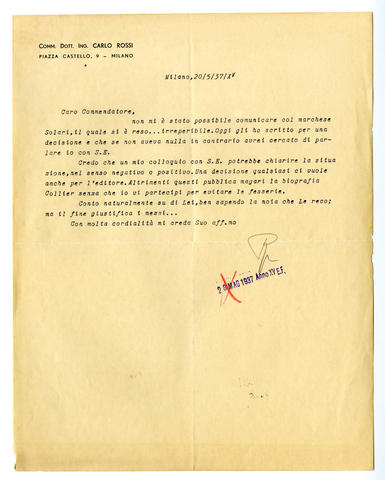 COMM. DOTT. ING. CARLO ROSSI
PIAZZA CASTELLO, 9 – MILANO
Milano,20/5/37/XV
Caro Commendatore,
non mi è stato possibile comunicare col marchese
Solari,il quale si è reso...irreperibile.Oggi gli ho scritto per una
decisione e che se non aveva nulla in contrario avrei cercato di par-
lare io con S.E.
Credo che un mio colloquio con S.E. potrebbe chiarire la situa
zione,nel senso negativo o positivo.Una decisione qualsiasi ci vuole
anche per l'editore.Altrimenti questi pubblica magari la biografia
Collier senza che io vi partecipi per evitare le fesserie.
Conto naturalmente su di Lei,ben sapendo la noia che Le reco;
ma il fine giustifica i mezzi...
Con molta cordialità mi creda Suo aff.mo
MAG 1937 Anno XV E.F.